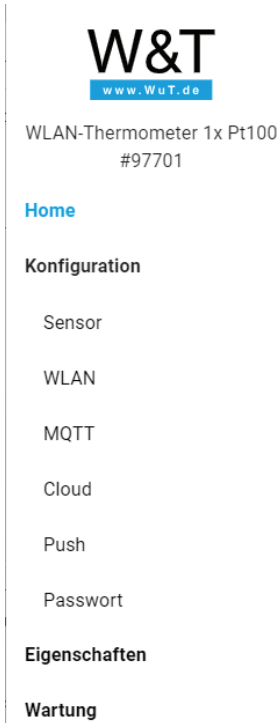 W&T
www.WuT.de
WLAN-Thermometer 1x Pt100
#97701
Home
Konfiguration
Sensor
WLAN
MQTT
Cloud
Push
Passwort
Eigenschaften
Wartung